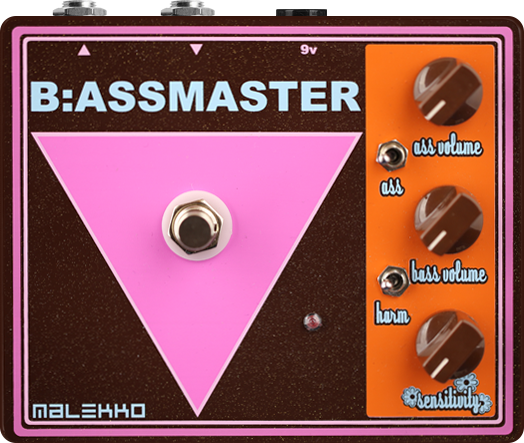 9v
B:ASSMASTER
ass volume
ass
bass volume
harm
sensitivity
malekko